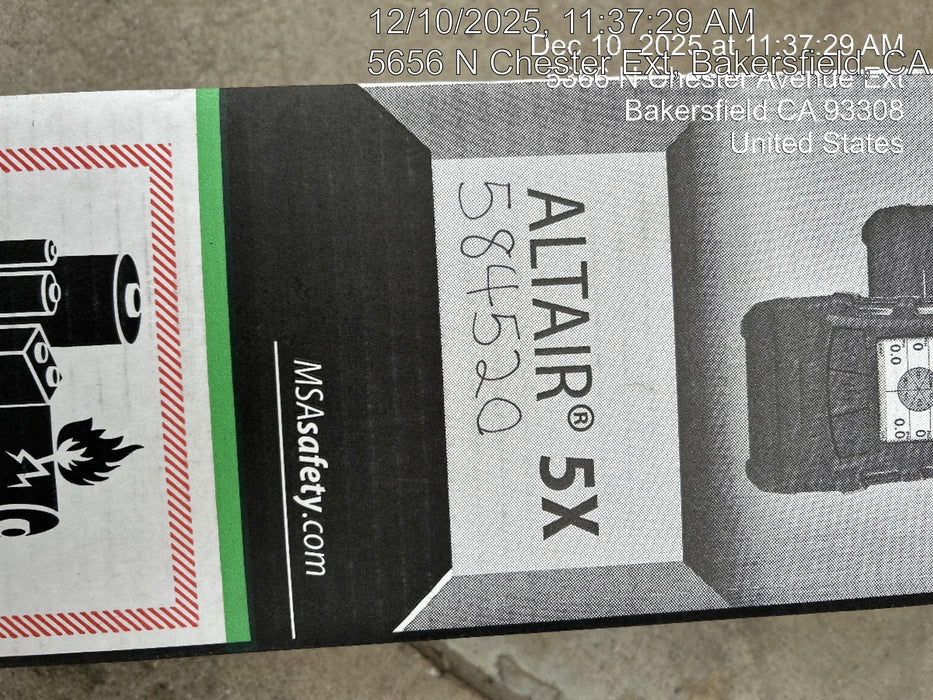 12/10/2025, 11:37:29 AM
Dec 10, 2025 at 11:37:29 AM
5656 N Chester Ext, Bakersfield, CA
5366 N Chester Avenue Ext
Bakersfield CA 93308
United States
ALTAIR® 5X
584520
MSAsafety.com